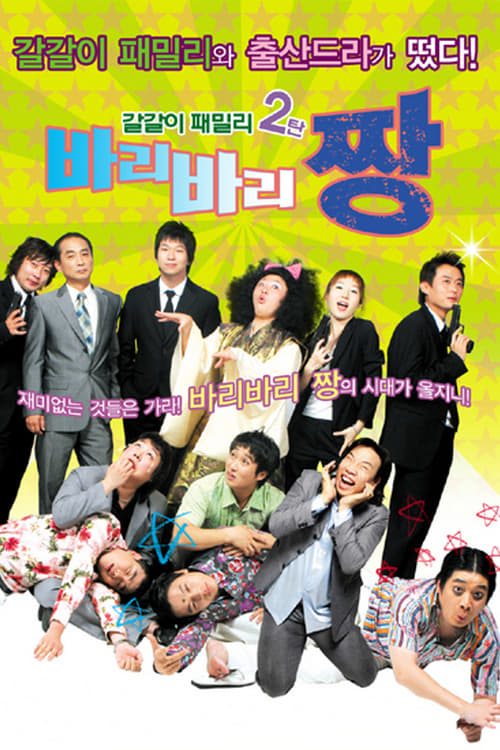 갈갈이 패밀리와 출산드라가 떴다!
갈갈이 패밀리 2탄
바리바리 짱
재미없는 것들은 가라! 바리바리 짱의 시대가 올지니!